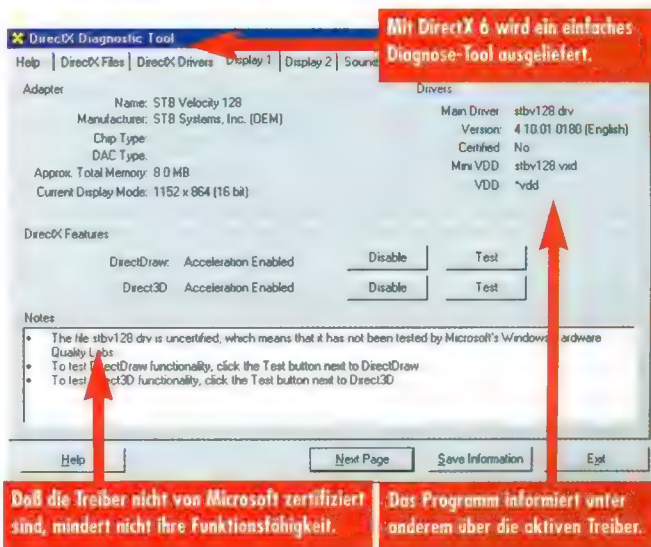 Mit DirectX 6 wird ein einfaches
Diagnose-Tool ausgeliefert.
DirectX Diagnostic Tool
Help DirectX Files DirectX Drivers Display 1 Display 2 Sound
Adapter
Name: STB Velocity 128
Manufacturer: STB Systems, Inc. (OEM)
Chip Type:
DAC Type:
Approx. Total Memory: 8.0 MB
Current Display Mode: 1152 x 864 (16 bit)
Drivers
Main Driver stbv128.drv
Version: 4.10.01.0180 (English)
Certified No
Mini VDD stbv128.vxd
VDD *vdd
DirectX Features
DirectDraw: Acceleration Enabled Disable Test
Direct3D Acceleration Enabled Disable Test
Notes
• The file stbv128.drv is uncertified, which means that it has not been tested by Microsoft's Windows ardware
Quality Labs
• To test DirectDraw functionality, click the Test button next to DirectDraw
• To test Direct3D functionality, click the Test button next to Direct3D
Help Next Page Save Information Exit
Daß die Treiber nicht von Microsoft zertifiziert
sind, mindert nicht ihre Funktionsfähigkeit.
Das Programm informiert unter
anderem über die aktiven Treiber.